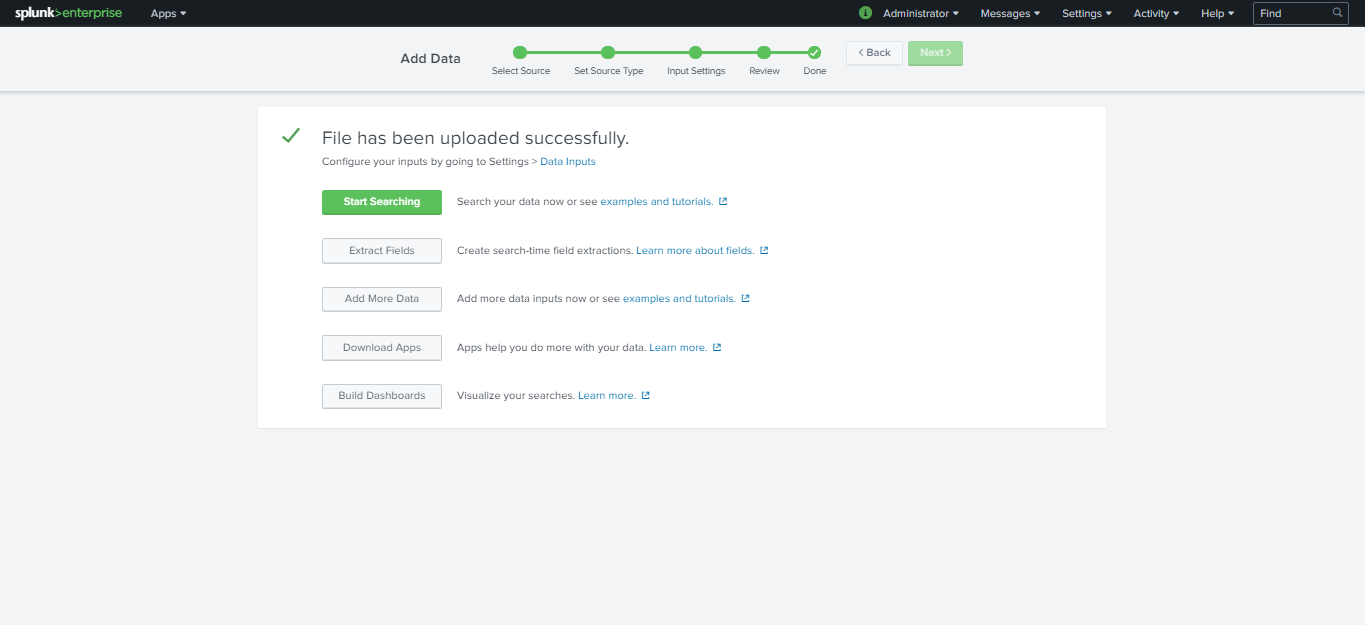 splunk>enterprise Apps Administrator Messages Settings Activity Help Find
Add Data
Select Source Set Source Type Input Settings Review Done
< Back Next >
File has been uploaded successfully.
Configure your inputs by going to Settings > Data Inputs
Start Searching Search your data now or see examples and tutorials.
Extract Fields Create search-time field extractions. Learn more about fields.
Add More Data Add more data inputs now or see examples and tutorials.
Download Apps Apps help you do more with your data. Learn more.
Build Dashboards Visualize your searches. Learn more.